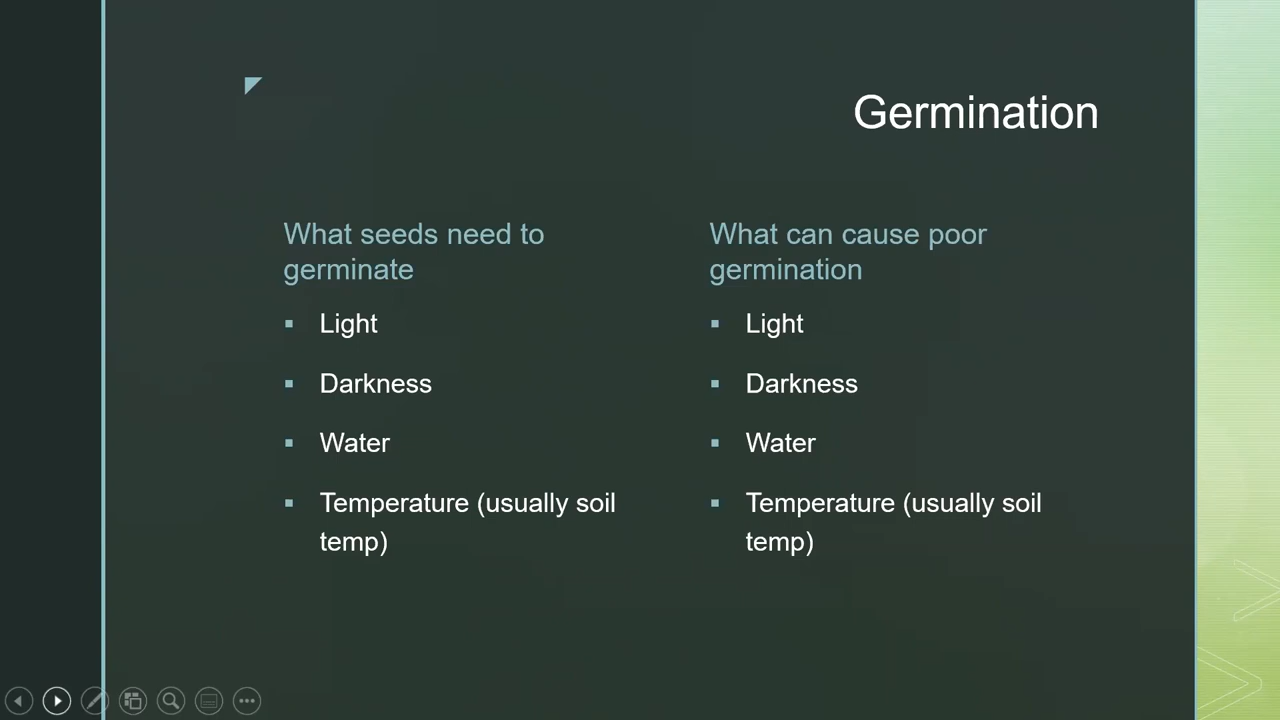 Germination
What seeds need to
germinate
▪ Light
▪ Darkness
▪ Water
▪ Temperature (usually soil
temp)
What can cause poor
germination
▪ Light
▪ Darkness
▪ Water
▪ Temperature (usually soil
temp)